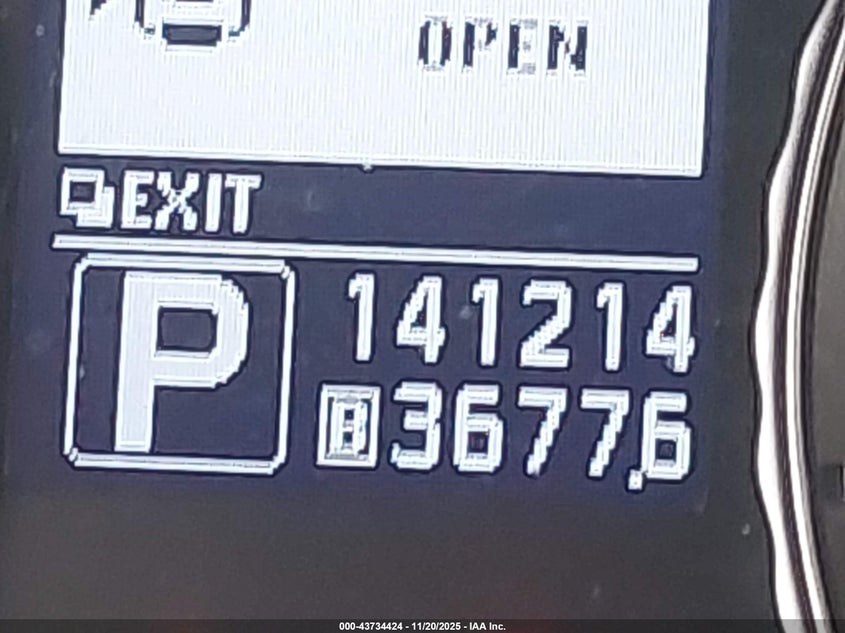 OPEN
EXIT
P
141214
B 3677.6
000-43734424 - 11/20/2025 - IAA Inc.